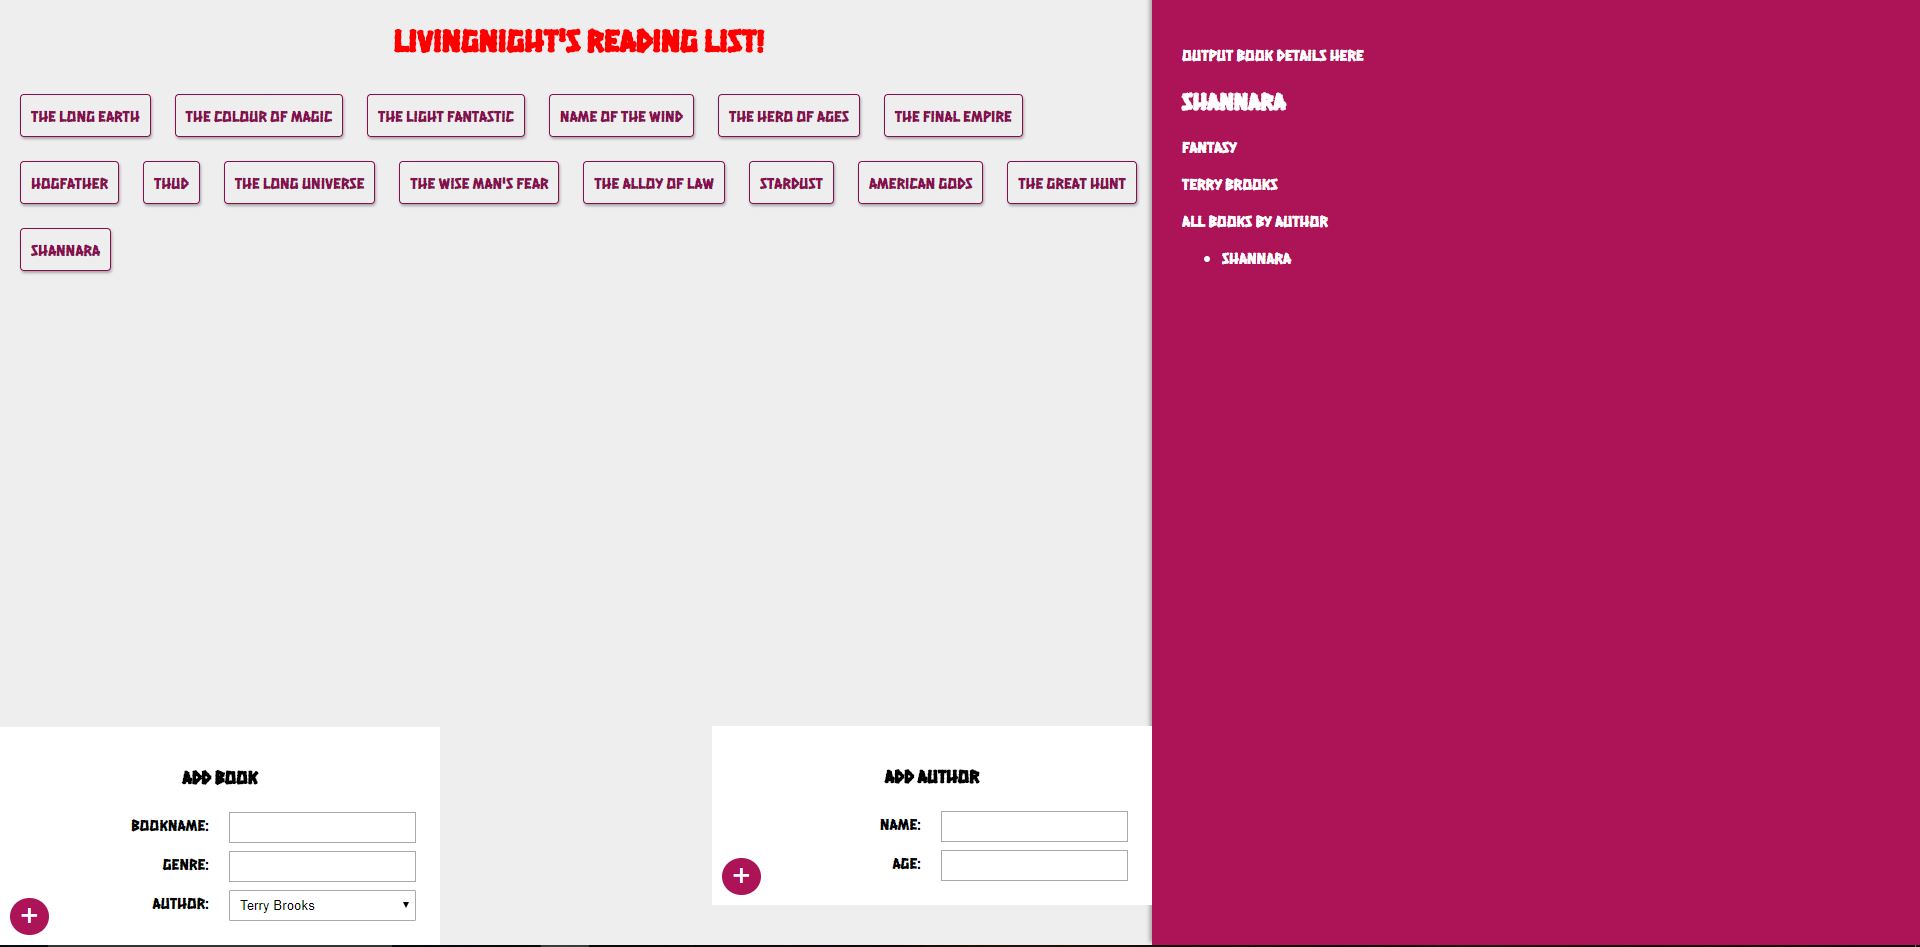 LIVINGNIGHT'S READING LIST!
THE LONG EARTH THE COLOUR OF MAGIC THE LIGHT FANTASTIC NAME OF THE WIND THE HERO OF AGES THE FINAL EMPIRE
HOGFATHER THUD THE LONG UNIVERSE THE WISE MAN'S FEAR THE ALLOY OF LAW STARDUST AMERICAN GODS THE GREAT HUNT
SHANNARA
OUTPUT BOOK DETAILS HERE
SHANNARA
FANTASY
TERRY BROOKS
ALL BOOKS BY AUTHOR
• SHANNARA
ADD BOOK
BOOKNAME:
GENRE:
AUTHOR: Terry Brooks
+
ADD AUTHOR
NAME:
AGE:
+